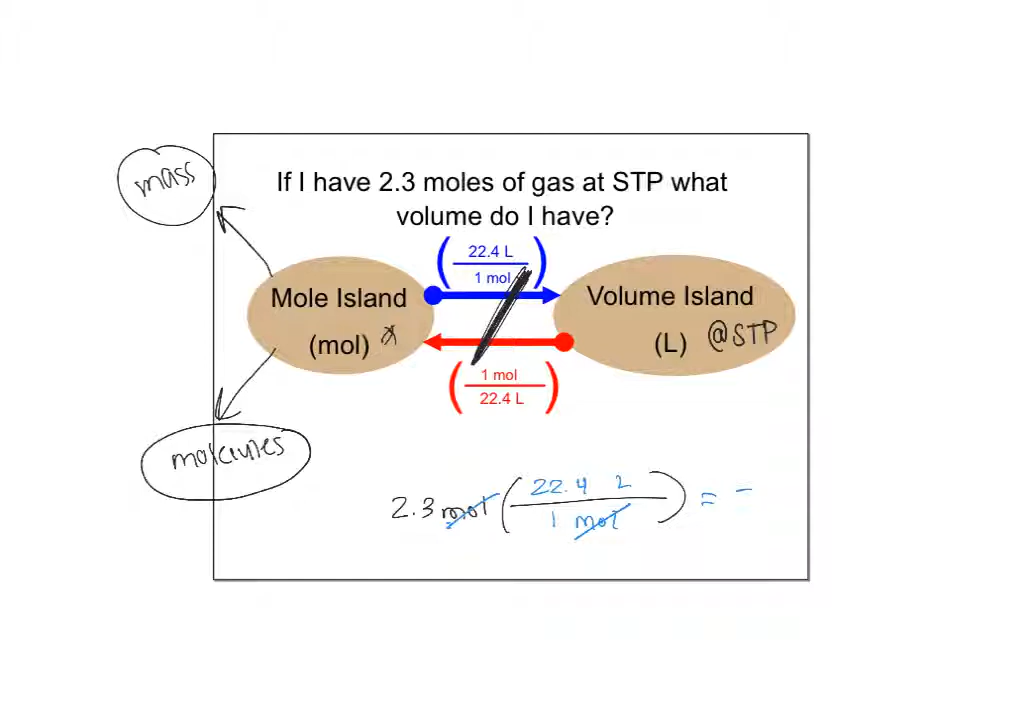 mass
If I have 2.3 moles of gas at STP what
volume do I have?
22.4 L
1 mol
Mole Island
(mol)
Volume Island
(L) @STP
1 mol
22.4 L
molecules
2.3 mol ( 22.4 L
1 mol ) =